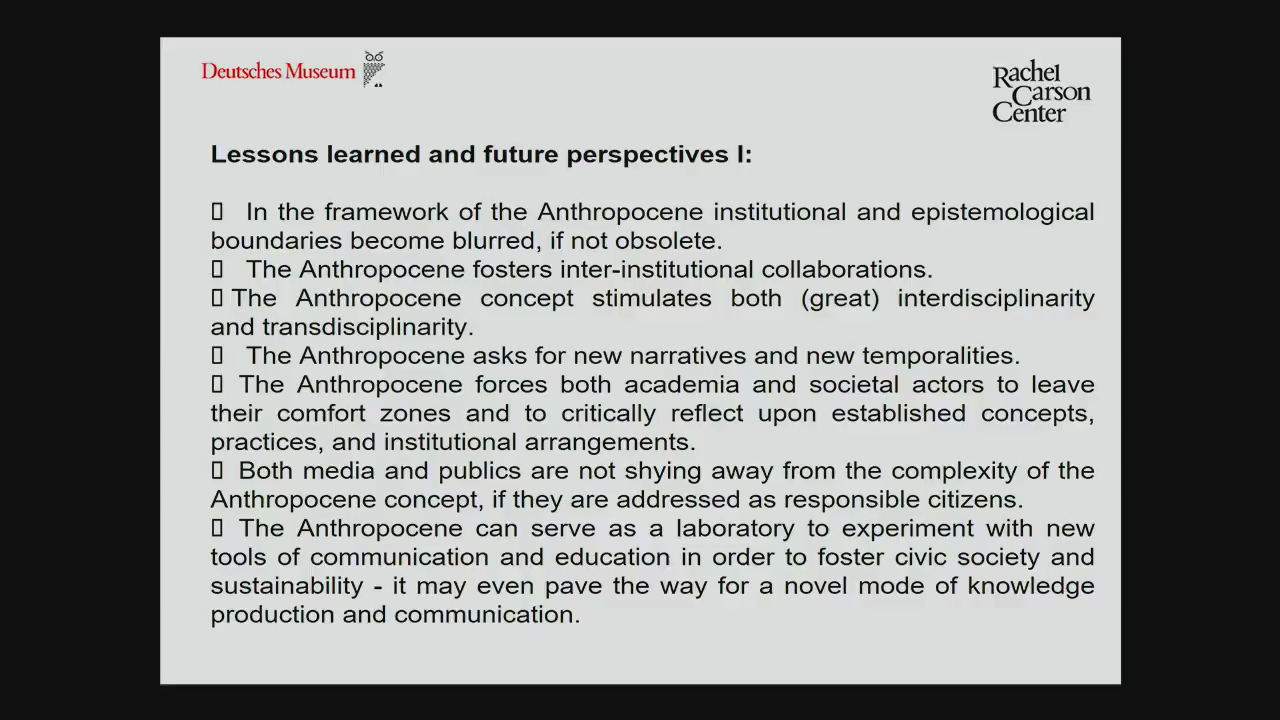 Deutsches Museum
Rachel
Carson
Center
Lessons learned and future perspectives I:
▯ In the framework of the Anthropocene institutional and epistemological
boundaries become blurred, if not obsolete.
▯ The Anthropocene fosters inter-institutional collaborations.
▯ The Anthropocene concept stimulates both (great) interdisciplinarity
and transdisciplinarity.
▯ The Anthropocene asks for new narratives and new temporalities.
▯ The Anthropocene forces both academia and societal actors to leave
their comfort zones and to critically reflect upon established concepts,
practices, and institutional arrangements.
▯ Both media and publics are not shying away from the complexity of the
Anthropocene concept, if they are addressed as responsible citizens.
▯ The Anthropocene can serve as a laboratory to experiment with new
tools of communication and education in order to foster civic society and
sustainability - it may even pave the way for a novel mode of knowledge
production and communication.